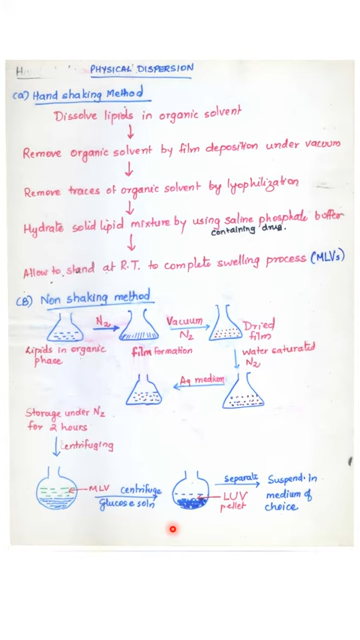 PHYSICAL DISPERSION
(a) Hand shaking Method
Dissolve lipids in organic solvent
Remove organic solvent by film deposition under vacuum
Remove traces of organic solvent by lyophilization
Hydrate solid lipid mixture by using saline phosphate buffer
containing drug.
Allow to stand at R.T. to complete swelling process (MLVs)
(B) Non shaking method
N2
Vacuum
N2
Dried
film
Lipids in organic
phase
film formation
Water saturated
N2
Aq medium
Storage under N2
for 2 hours
Centrifuging
MLV
centrifuge
Glucose soln
LUV
pellet
Separate
Suspend in
medium of
choice